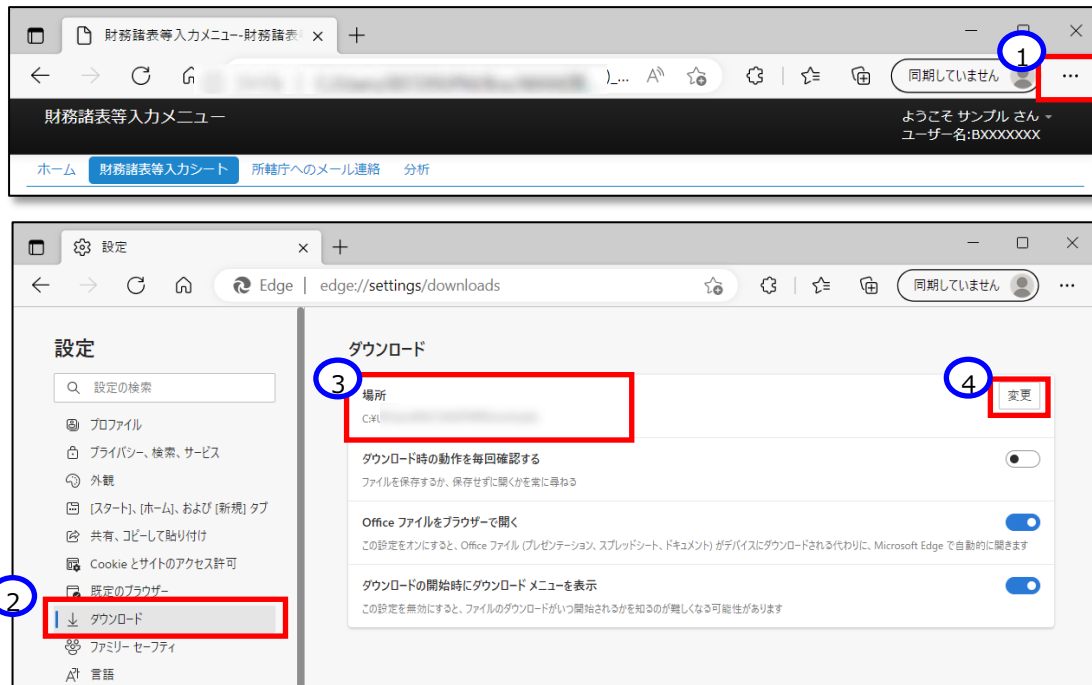 財務諸表等入力メニュー-財務諸表
)_...
同期していません
1
財務諸表等入力メニュー
ようこそ サンプル さん
ユーザー名:BXXXXXXX
ホーム 財務諸表等入力シート 所轄庁へのメール連絡 分析
設定
Edge | edge://settings/downloads
同期していません
設定
設定の検索
プロファイル
プライバシー、検索、サービス
外観
[スタート]、[ホーム]、および [新規] タブ
共有、コピーして貼り付け
Cookie とサイトのアクセス許可
既定のブラウザー
2
ダウンロード
ファミリー セーフティ
言語
ダウンロード
3
場所
C:¥U
4
変更
ダウンロード時の動作を毎回確認する
ファイルを保存するか、保存せずに開くかを常に尋ねる
Office ファイルをブラウザーで開く
この設定をオンにすると、Office ファイル (プレゼンテーション、スプレッドシート、ドキュメント) がデバイスにダウンロードされる代わりに、Microsoft Edge で自動的に開きます
ダウンロードの開始時にダウンロード メニューを表示
この設定を無効にすると、ファイルのダウンロードがいつ開始されるかを知るのが難しくなる可能性があります